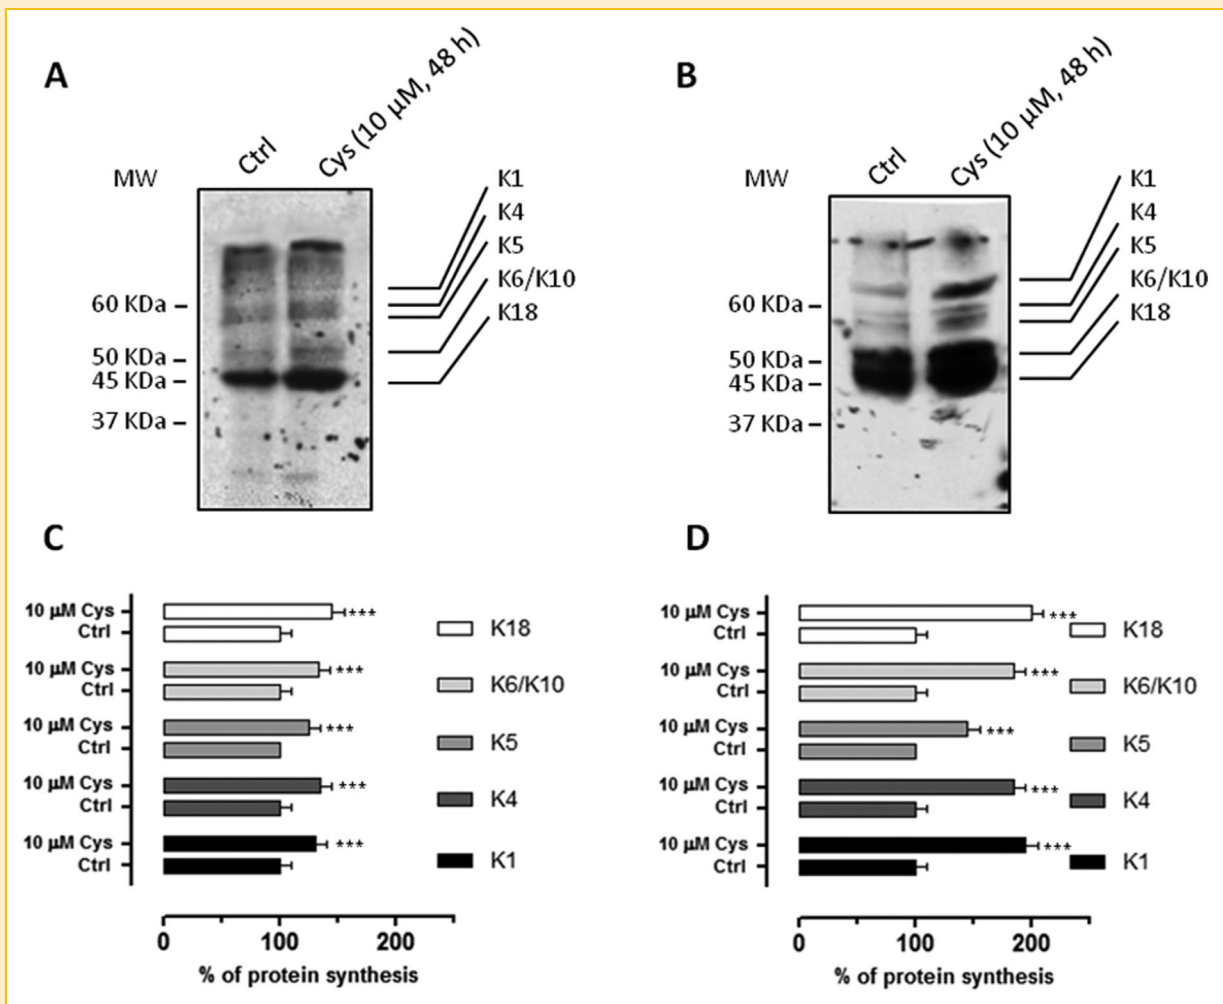 A
Ctrl
Cys (10 µM, 48 h)
MW
60 KDa
50 KDa
45 KDa
37 KDa
K1
K4
K5
K6/K10
K18
B
Ctrl
Cys (10 µM, 48 h)
MW
60 KDa
50 KDa
45 KDa
37 KDa
K1
K4
K5
K6/K10
K18
C
10 µM Cys
***
Ctrl
10 µM Cys
***
Ctrl
10 µM Cys
***
Ctrl
10 µM Cys
***
Ctrl
10 µM Cys
***
Ctrl
K18
K6/K10
K5
K4
K1
0 100 200
% of protein synthesis
D
10 µM Cys
***
Ctrl
10 µM Cys
***
Ctrl
10 µM Cys
***
Ctrl
10 µM Cys
***
Ctrl
10 µM Cys
***
Ctrl
K18
K6/K10
K5
K4
K1
0 100 200
% of protein synthesis